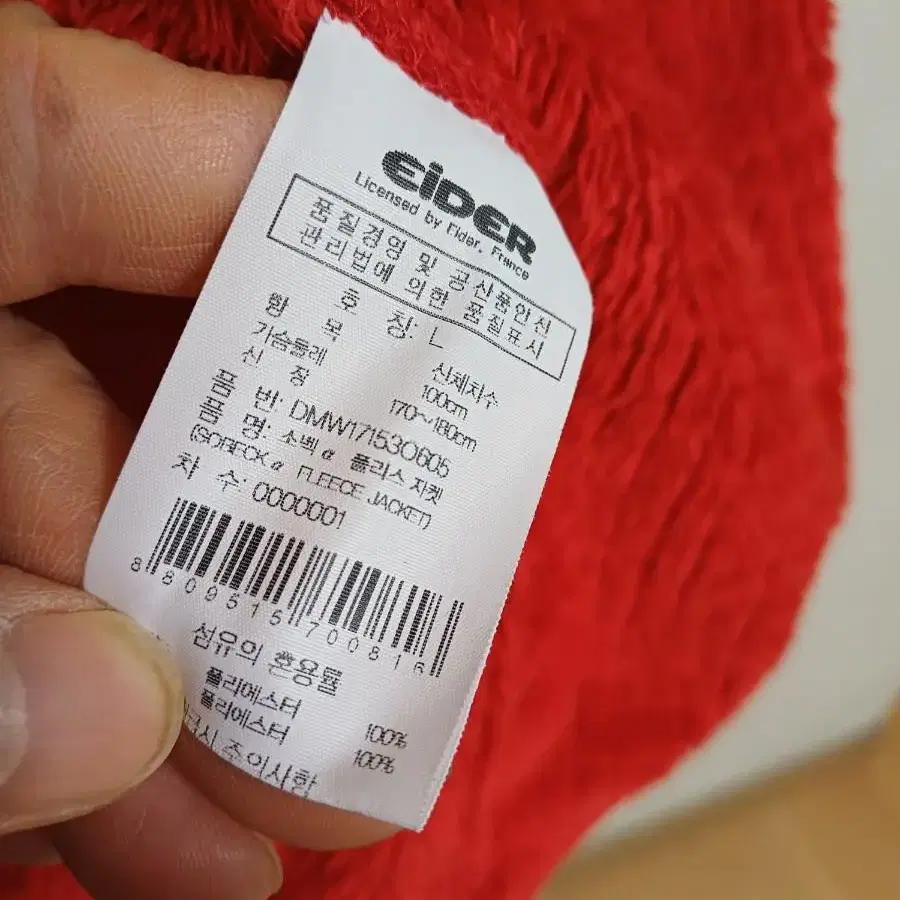 EiDER
Licensed by Eider, France
품질경영 및 공산품안전
관리법에 의한 품질표시
호 칭: L
항 목 신체치수
가슴둘레 100cm
신 장 170~180cm
품 번: DMW17153O605
품 명: 소벡α 플리스 자켓
(SOBECK α FLEECE JACKET)
차 수: 0000001
8809515700816
섬유의 혼용률
폴리에스터 100%
폴리에스터 100%
주의사항